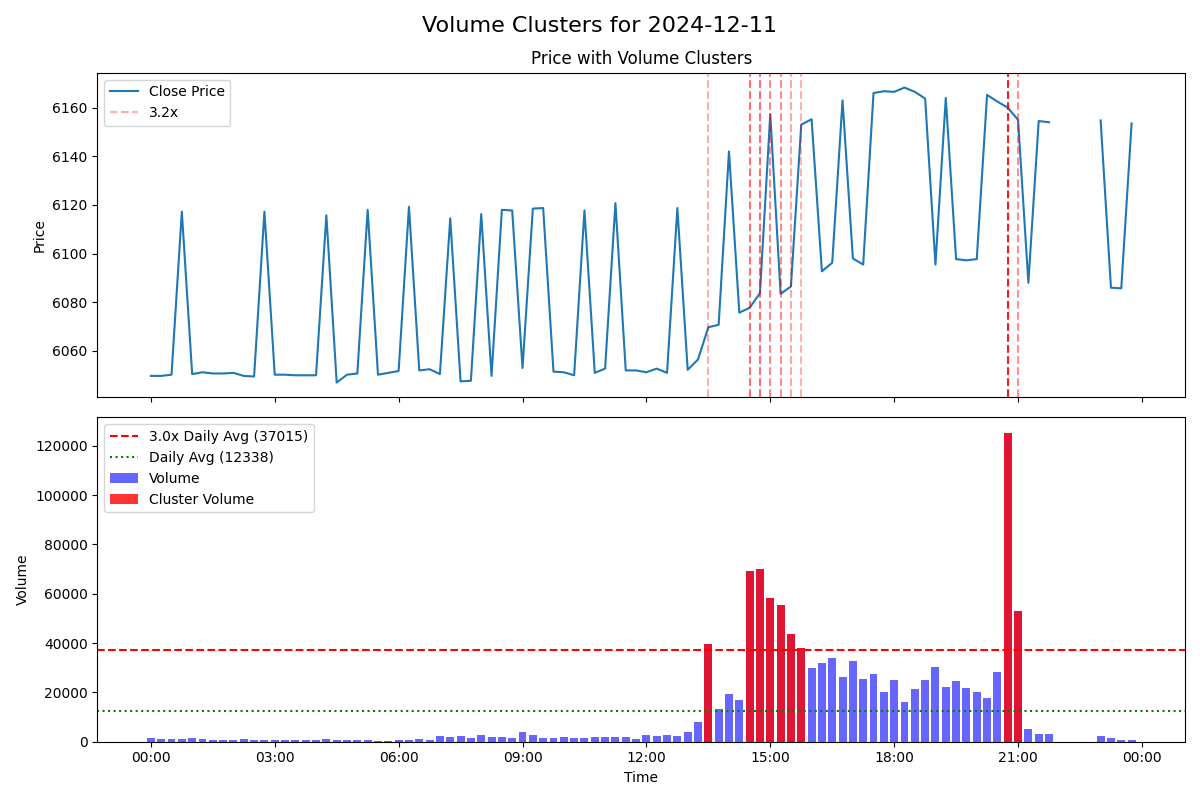 Volume Clusters for 2024-12-11
Price with Volume Clusters
Close Price
3.2x
Price
6160
6140
6120
6100
6080
6060
3.0x Daily Avg (37015)
Daily Avg (12338)
Volume
Cluster Volume
Volume
120000
100000
80000
60000
40000
20000
0
00:00 03:00 06:00 09:00 12:00 15:00 18:00 21:00 00:00
Time